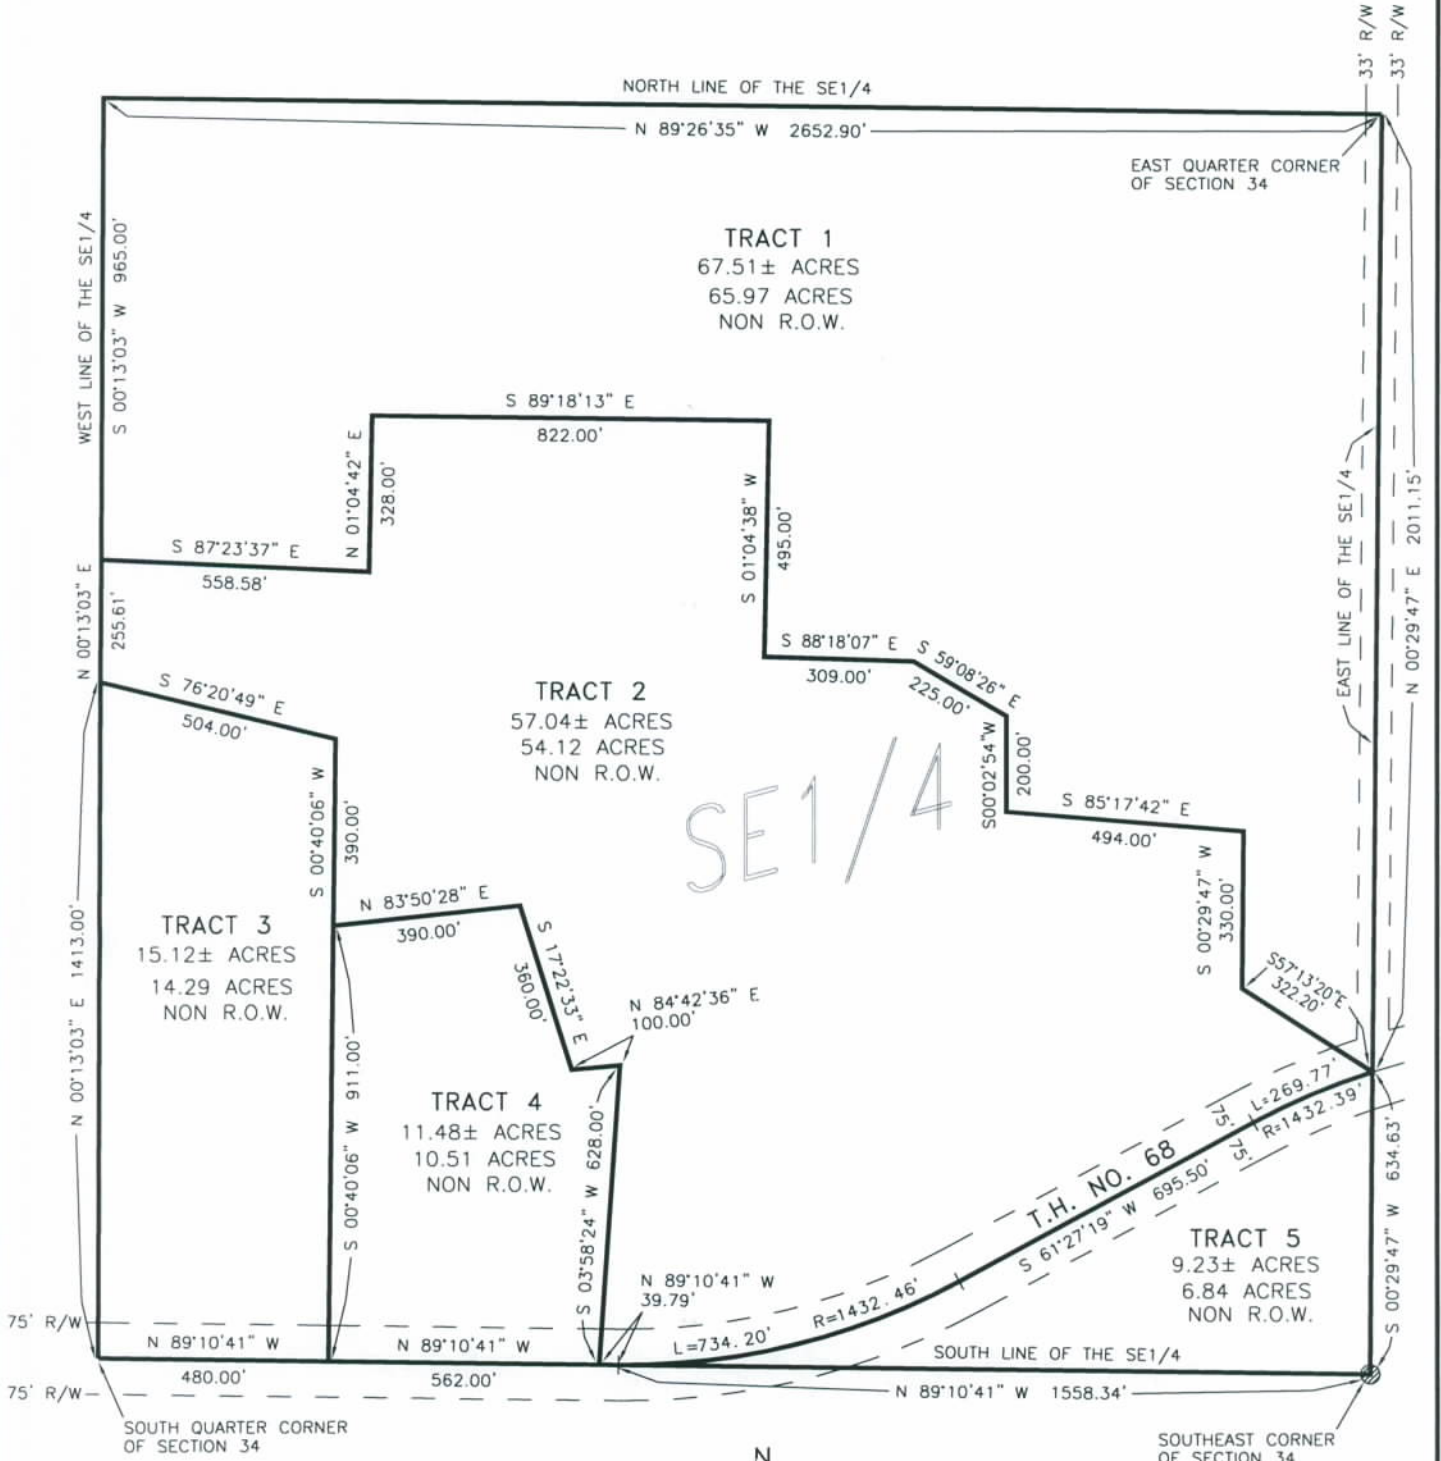 33' R/W
33' R/W
NORTH LINE OF THE SE1/4
N 89°26'35" W 2652.90'
EAST QUARTER CORNER
OF SECTION 34
WEST LINE OF THE SE1/4
S 00°13'03" W 965.00'
TRACT 1
67.51± ACRES
65.97 ACRES
NON R.O.W.
S 89°18'13" E
822.00'
N 01°04'42" E
328.00'
S 01°04'38" W
495.00'
EAST LINE OF THE SE1/4
N 00°29'47" E 2011.15'
S 87°23'37" E
558.58'
N 00°13'03" E
255.61'
S 88°18'07" E
309.00'
S 59°08'26" E
225.00'
S 76°20'49" E
504.00'
TRACT 2
57.04± ACRES
54.12 ACRES
NON R.O.W.
SE1/4
S00°02'54"W
200.00'
S 85°17'42" E
494.00'
S 00°40'06" W
390.00'
S 00°29'47" W
330.00'
N 83°50'28" E
390.00'
TRACT 3
15.12± ACRES
14.29 ACRES
NON R.O.W.
N 00°13'03" E 1413.00'
S 17°22'33" E
360.00'
S57°13'20"E
322.20'
N 84°42'36" E
100.00'
S 00°40'06" W 911.00'
TRACT 4
11.48± ACRES
10.51 ACRES
NON R.O.W.
S 03°58'24" W 628.00'
L=269.77'
R=1432.39'
75'
75'
T.H. NO. 68
S 61°27'19" W 695.50'
S 00°29'47" W 634.63'
TRACT 5
9.23± ACRES
6.84 ACRES
NON R.O.W.
N 89°10'41" W
39.79'
R=1432.46'
L=734.20'
75' R/W
N 89°10'41" W
480.00'
N 89°10'41" W
562.00'
SOUTH LINE OF THE SE1/4
N 89°10'41" W 1558.34'
75' R/W
SOUTH QUARTER CORNER
OF SECTION 34
N
SOUTHEAST CORNER
OF SECTION 34